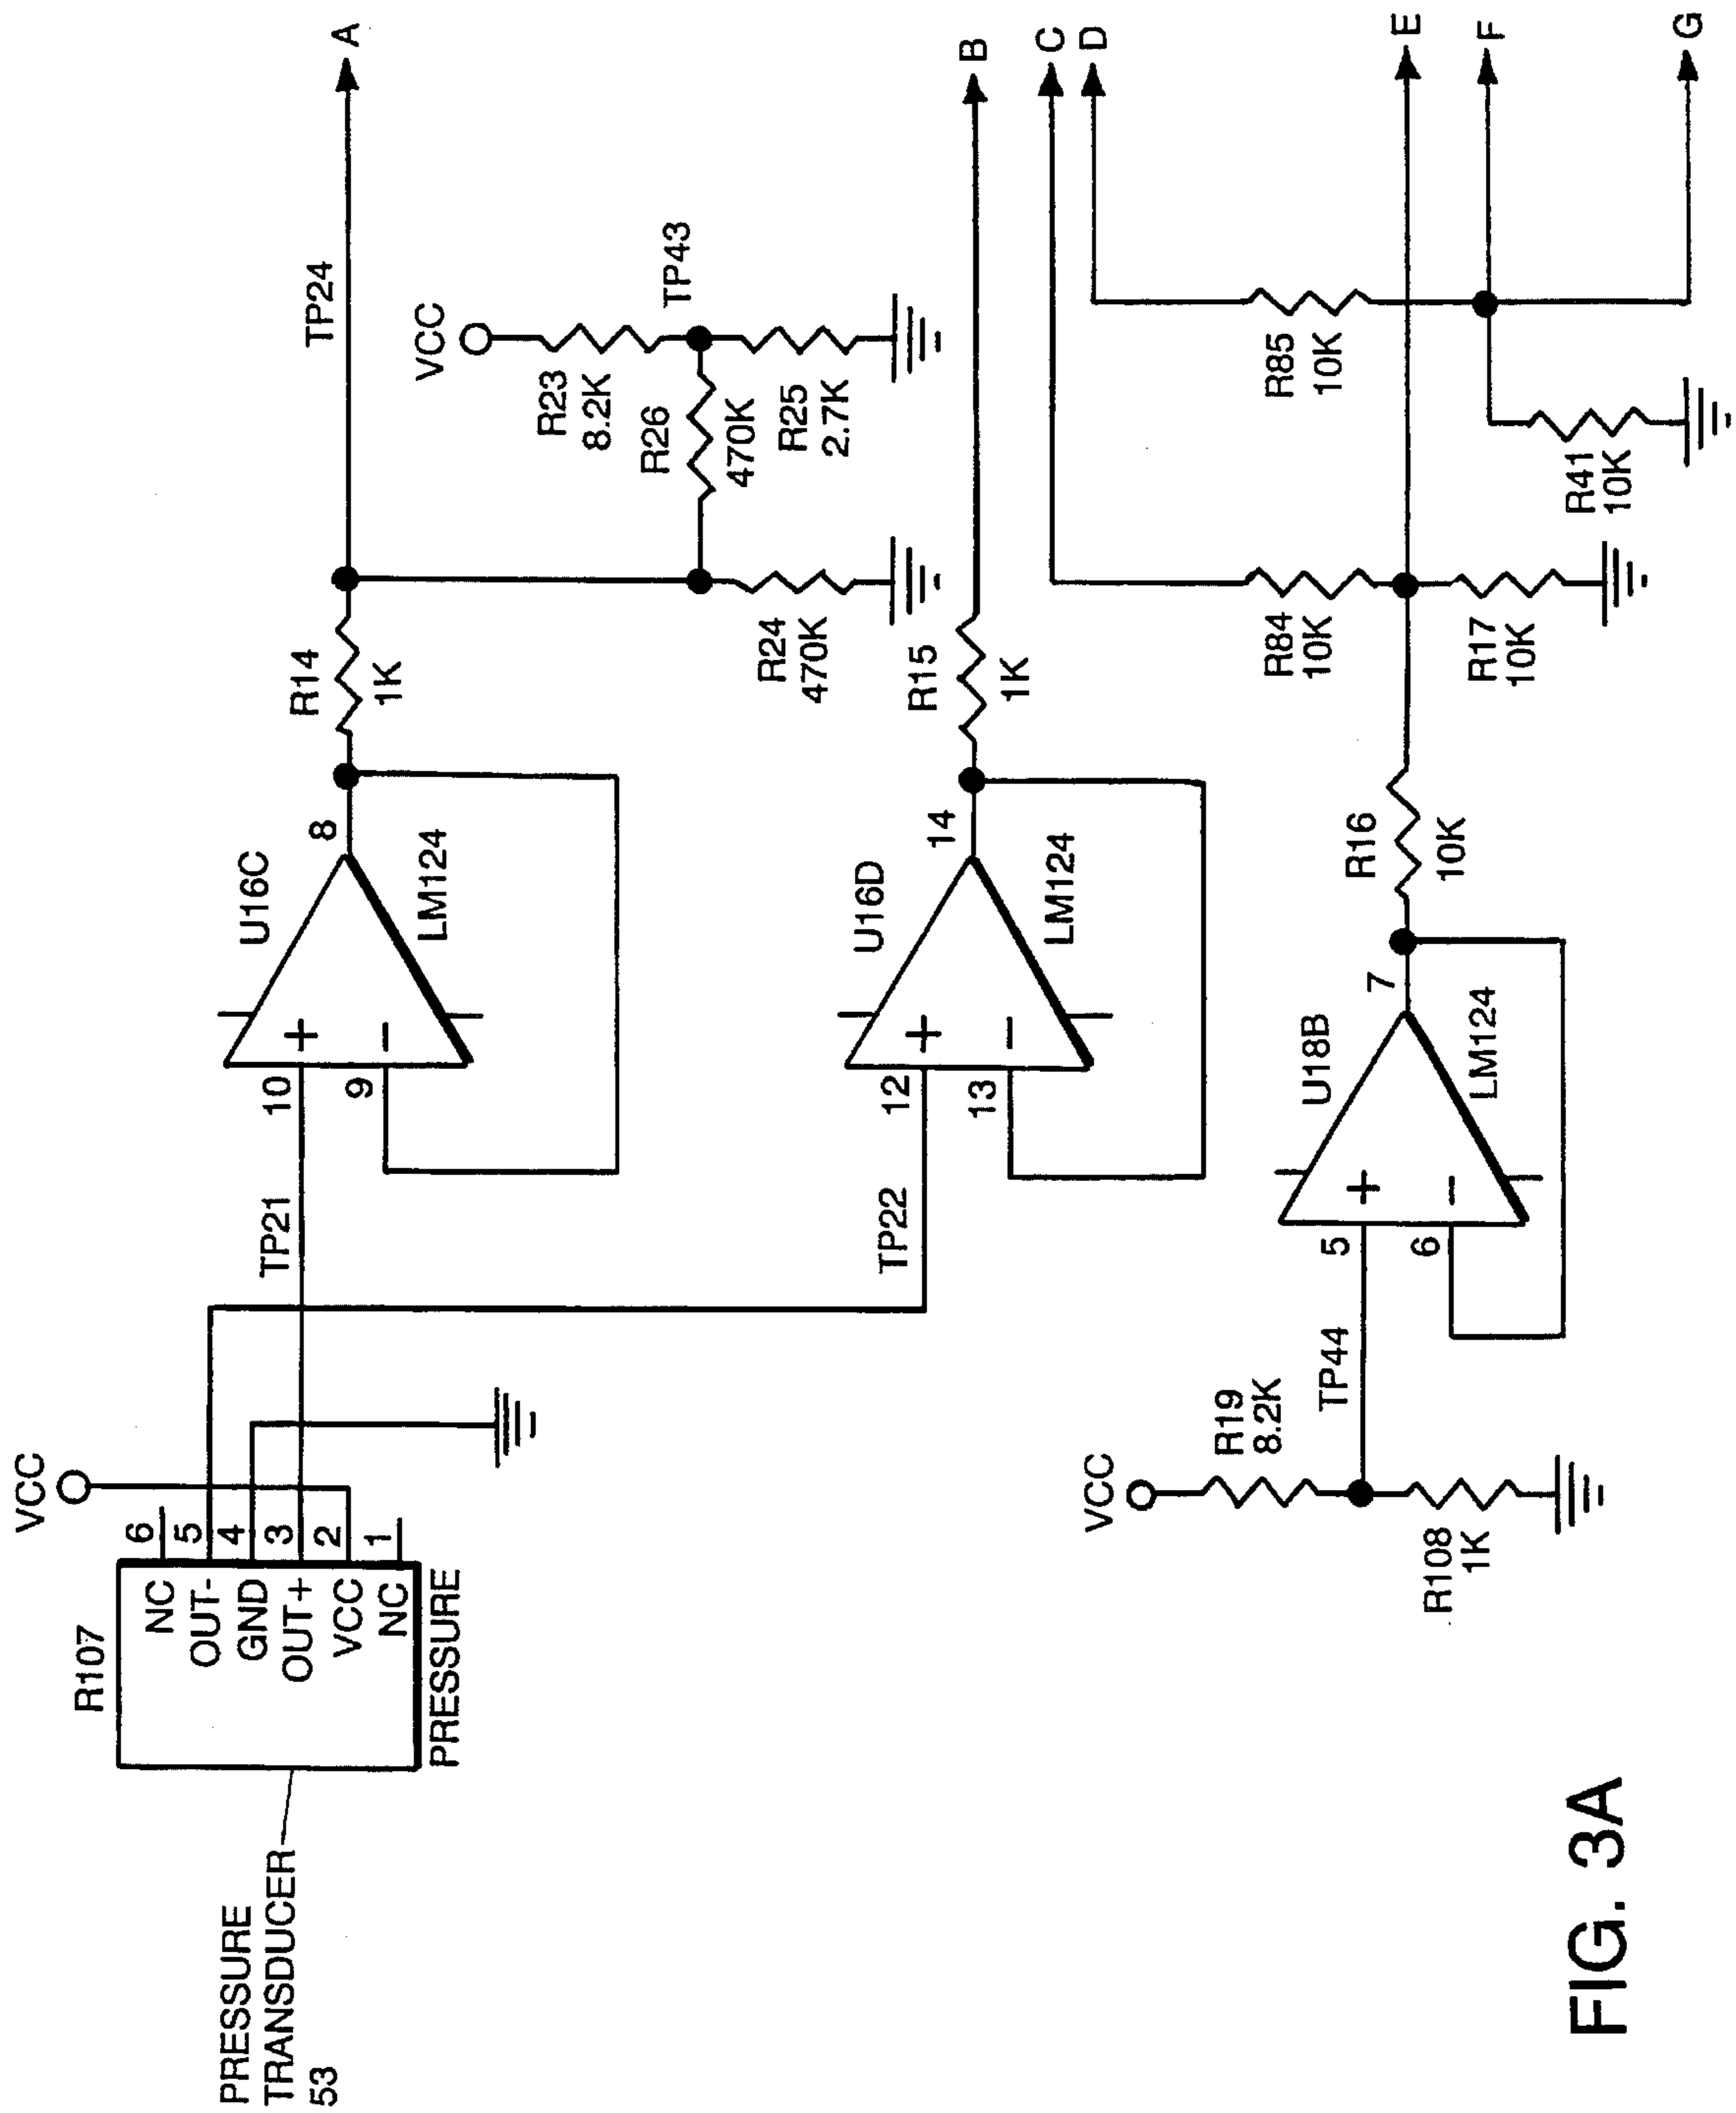 VCC
R107
NC
6
OUT-
5
GND
4
OUT+
3
VCC
2
NC
1
PRESSURE
PRESSURE
TRANSDUCER
53
TP21
10
9
+
-
U16C
LM124
8
R14
1K
TP24
A
VCC
R23
8.2K
R26
470K
TP43
R25
2.7K
R24
470K
TP22
12
13
+
-
U16D
LM124
14
R15
1K
B
C
D
VCC
R19
8.2K
TP44
R108
1K
5
6
+
-
U18B
LM124
7
R16
10K
R84
10K
R17
10K
R85
10K
R41
10K
E
F
G
FIG. 3A